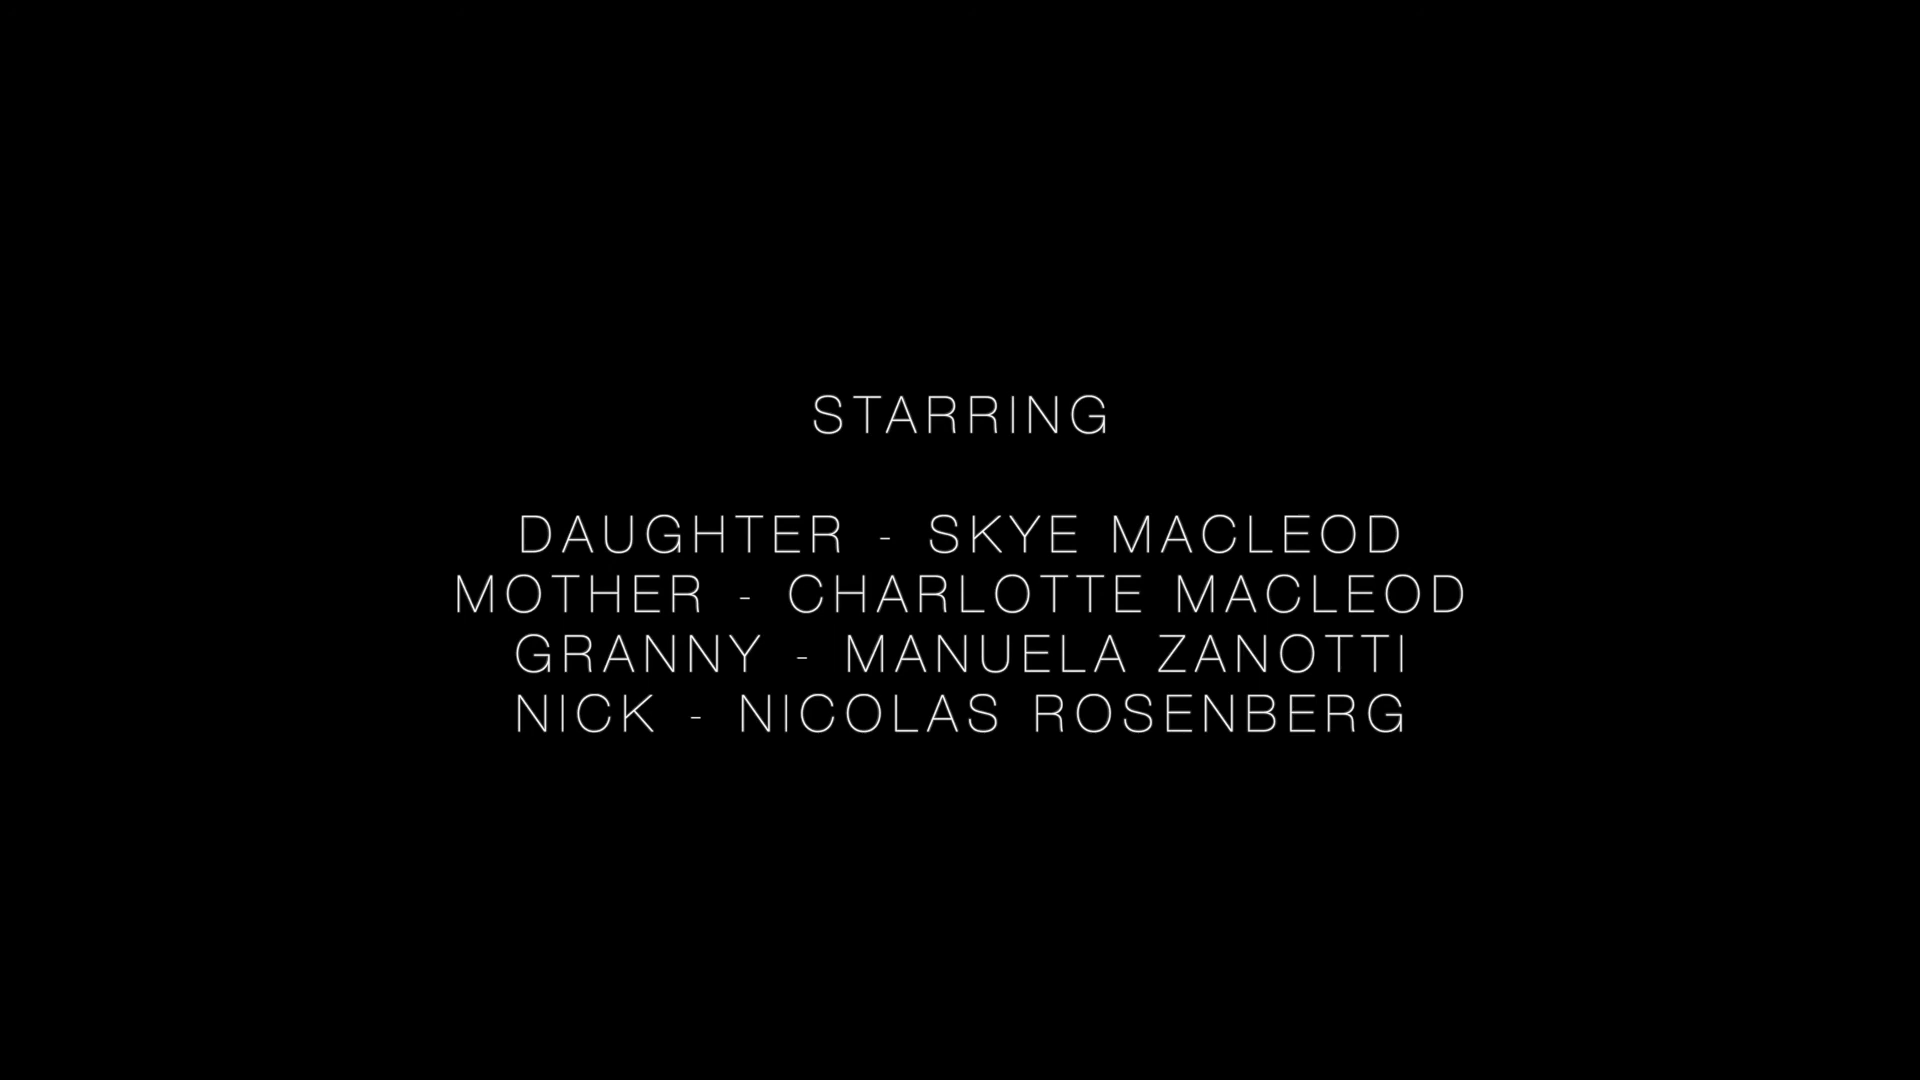 STARRING
DAUGHTER - SKYE MACLEOD
MOTHER - CHARLOTTE MACLEOD
GRANNY - MANUELA ZANOTTI
NICK - NICOLAS ROSENBERG